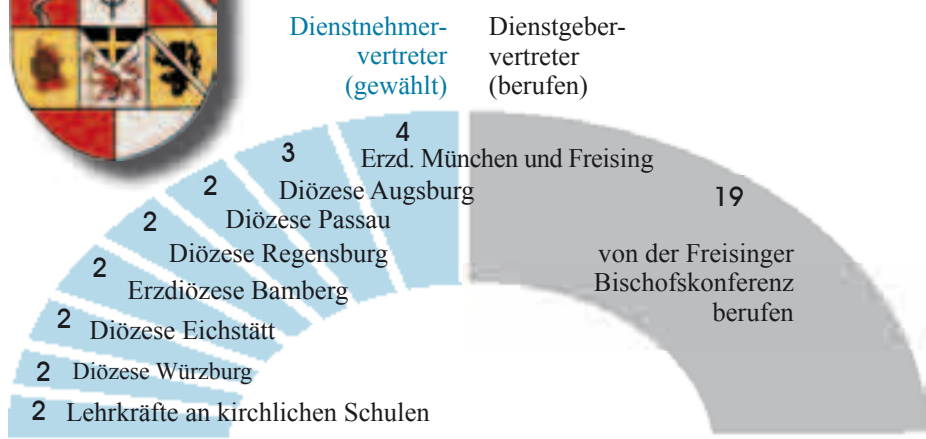 Dienstnehmer-
vertreter
(gewählt)
Dienstgeber-
vertreter
(berufen)
4
Erzd. München und Freising
3
Diözese Augsburg
2
Diözese Passau
2
Diözese Regensburg
2
Erzdiözese Bamberg
2
Diözese Eichstätt
2 Diözese Würzburg
2 Lehrkräfte an kirchlichen Schulen
19
von der Freisinger
Bischofskonferenz
berufen